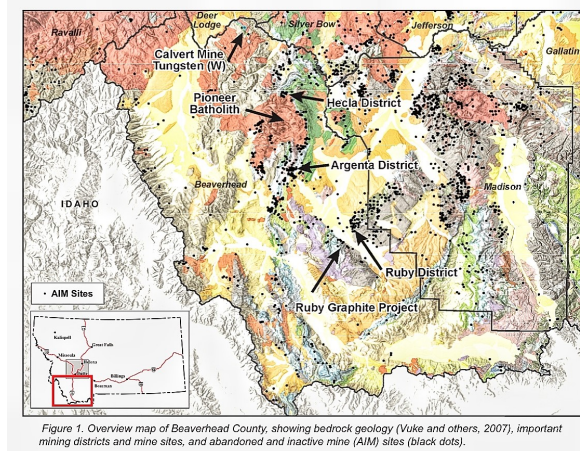 Deer
Lodge
Silver Bow
Jefferson
Ravalli
Gallatin
Calvert Mine
Tungsten (W)
Pioneer
Batholith
Hecla District
Argenta District
Beaverhead
Madison
IDAHO
Ruby District
Ruby Graphite Project
• AIM Sites
Kalispell
Great Falls
Missoula
Helena
Butte
Billings
Bozeman
Figure 1. Overview map of Beaverhead County, showing bedrock geology (Vuke and others, 2007), important
mining districts and mine sites, and abandoned and inactive mine (AIM) sites (black dots).